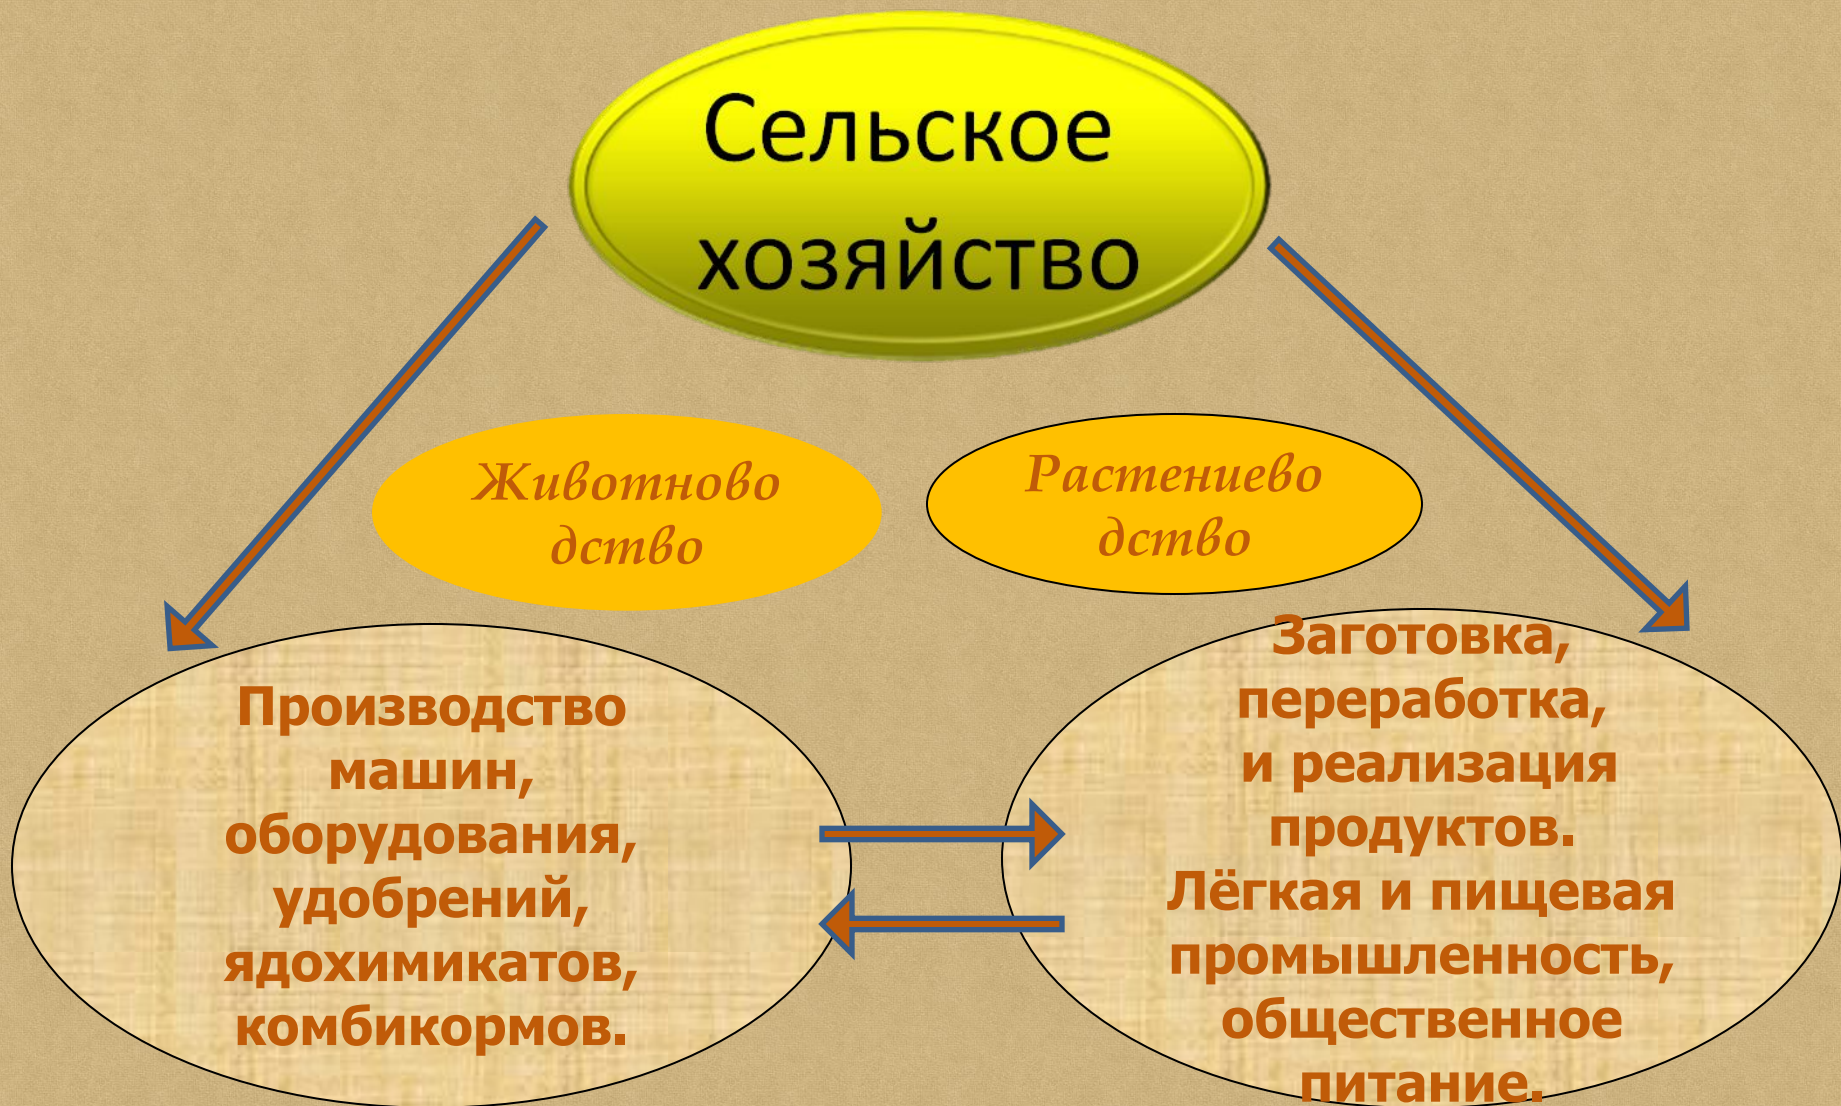 Сельское
хозяйство
Животново
дство
Растениево
дство
Производство
машин,
оборудования,
удобрений,
ядохимикатов,
комбикормов.
Заготовка,
переработка,
и реализация
продуктов.
Лёгкая и пищевая
промышленность,
общественное
питание.